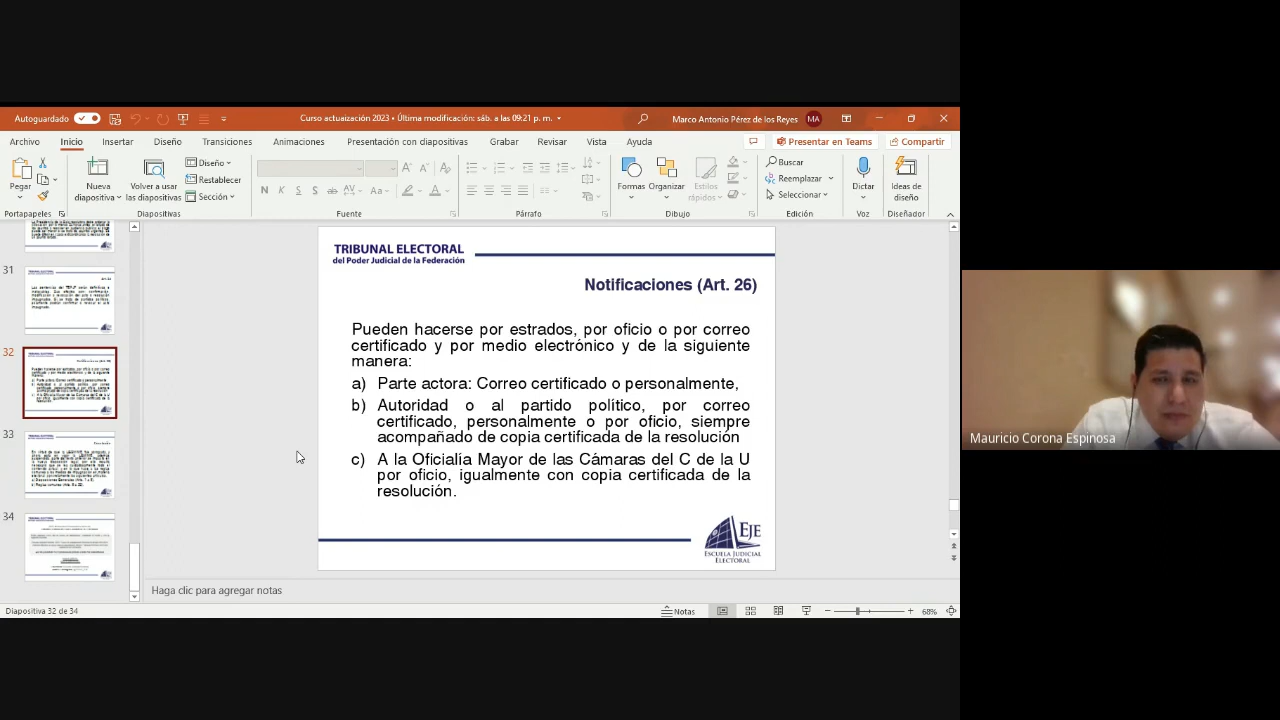 Autoguardado
Curso actuaización 2023 • Última modificación: sáb. a las 09:21 p. m.
Marco Antonio Pérez de los Reyes
MA
Archivo Inicio Insertar Diseño Transiciones Animaciones Presentación con diapositivas Grabar Revisar Vista Ayuda
Presentar en Teams
Compartir
Pegar
Nueva diapositiva
Volver a usar las diapositivas
Diseño
Restablecer
Sección
N K S S ab AV Aa A
Formas
Organizar
Estilos rápidos
Buscar
Reemplazar
Seleccionar
Dictar
Ideas de diseño
Portapapeles
Diapositivas
Fuente
Párrafo
Dibujo
Edición
Voz
Diseñador
31
32
33
34
TRIBUNAL ELECTORAL
del Poder Judicial de la Federación
Notificaciones (Art. 26)
Pueden hacerse por estrados, por oficio o por correo
certificado y por medio electrónico y de la siguiente
manera:
a) Parte actora: Correo certificado o personalmente,
b) Autoridad o al partido político, por correo
certificado, personalmente o por oficio, siempre
acompañado de copia certificada de la resolución
c) A la Oficialía Mayor de las Cámaras del C de la U
por oficio, igualmente con copia certificada de la
resolución.
EJE
ESCUELA JUDICIAL
ELECTORAL
Haga clic para agregar notas
Diapositiva 32 de 34
Notas
68%
Mauricio Corona Espinosa